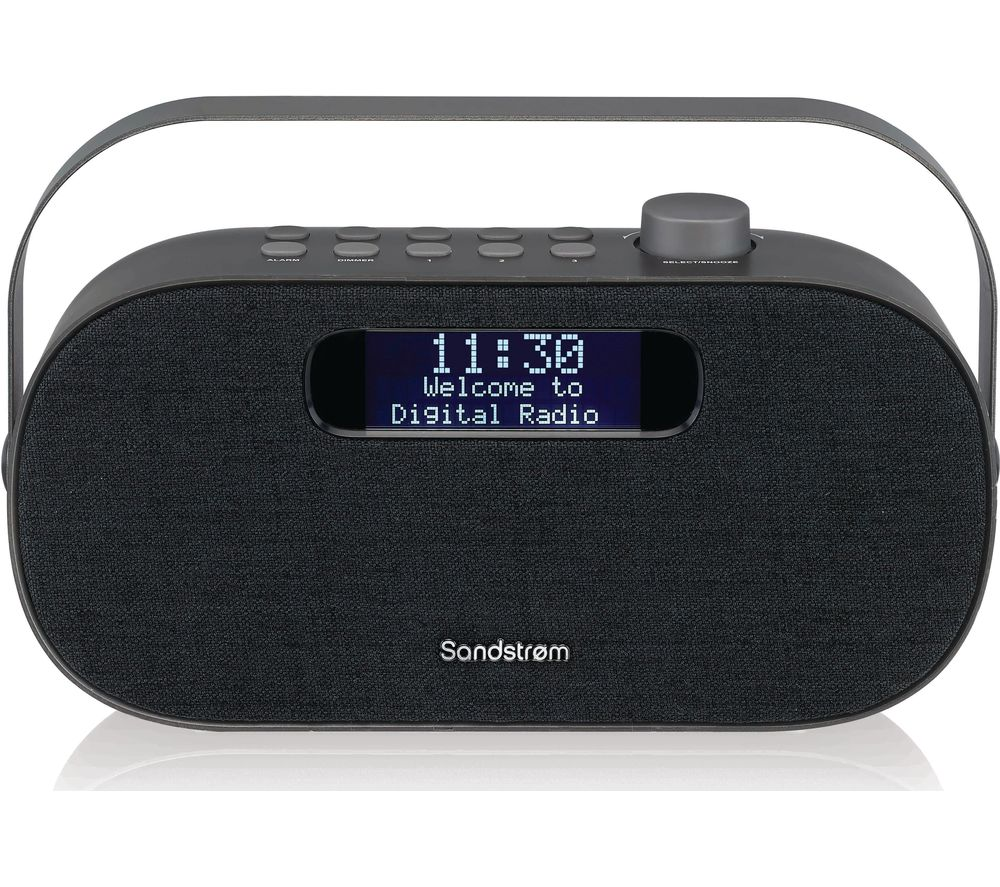 ALARM DIMMER 1 2 3 SELECT/SNOOZE
11:30
Welcome to
Digital Radio
Sandstrøm